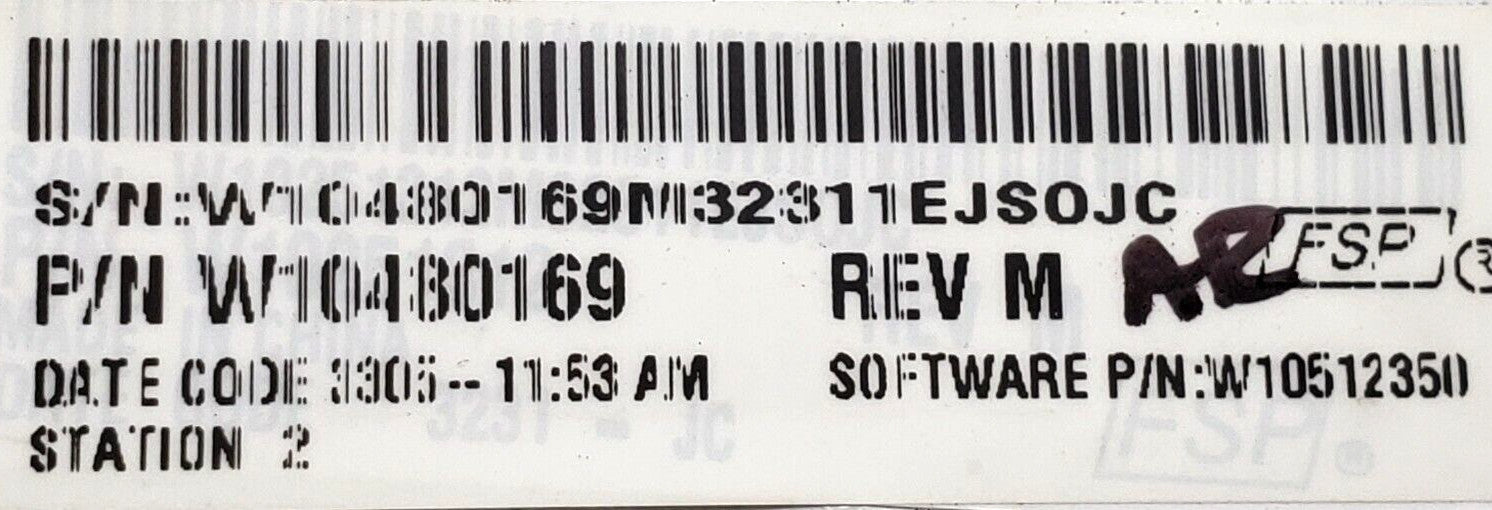 S/N:W10480169M32311EJSOJC
P/N W10480169 REV M FSP ®
DATE CODE 3305 -- 11:53 AM SOFTWARE P/N:W10512350
STATION 2